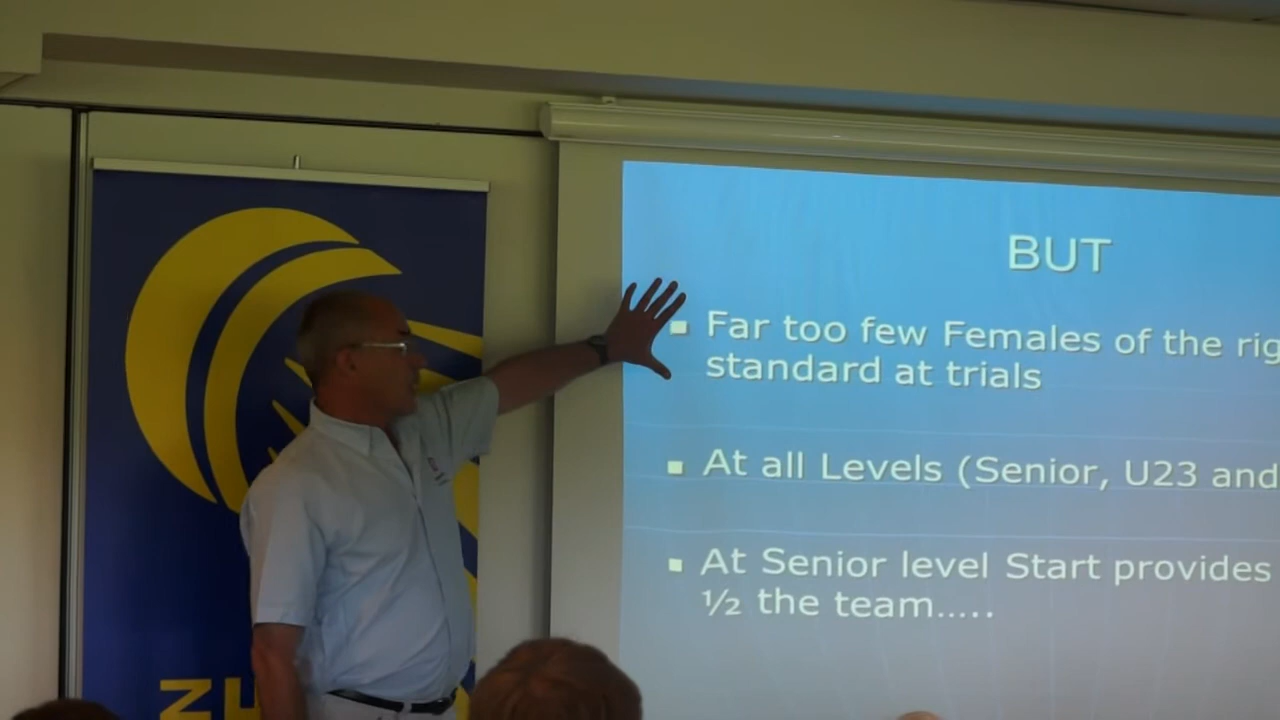 BUT
Far too few Females of the rig
standard at trials
At all Levels (Senior, U23 and
At Senior level Start provides
½ the team.....